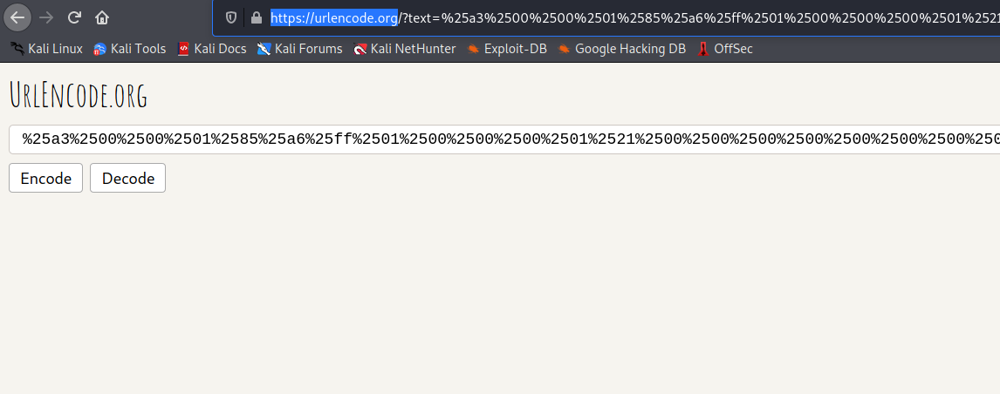 https://urlencode.org/?text=%25a3%2500%2500%2501%2585%25a6%25ff%2501%2500%2500%2500%2501%2521
Kali Linux Kali Tools Kali Docs Kali Forums Kali NetHunter Exploit-DB Google Hacking DB OffSec
UrlEncode.org
%25a3%2500%2500%2501%2585%25a6%25ff%2501%2500%2500%2500%2501%2521%2500%2500%2500%2500%2500%2500%2500%250
Encode Decode